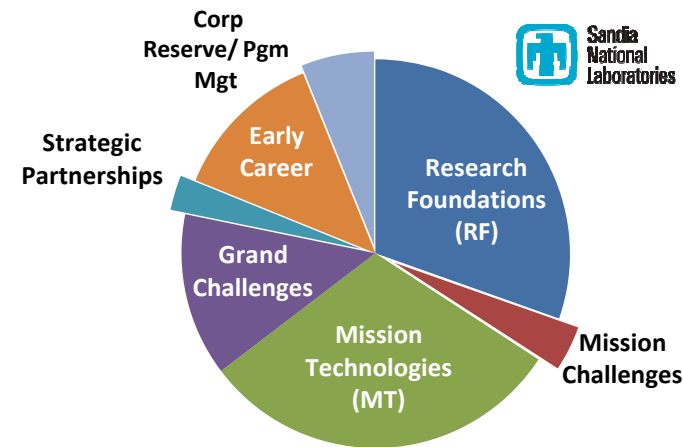 Corp
Reserve/ Pgm
Mgt
Sandia
National
Laboratories
Strategic
Partnerships
Early
Career
Research
Foundations
(RF)
Grand
Challenges
Mission
Technologies
(MT)
Mission
Challenges